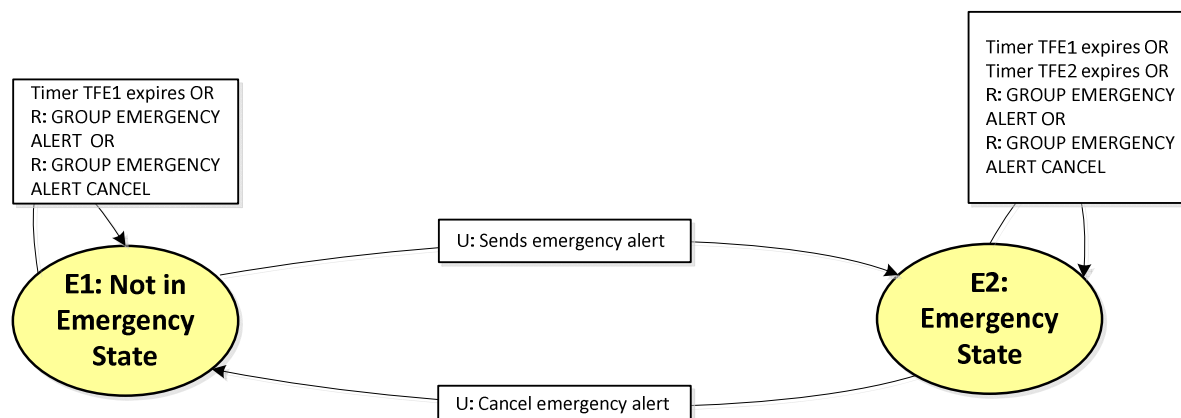 Timer TFE1 expires OR
R: GROUP EMERGENCY
ALERT OR
R: GROUP EMERGENCY
ALERT CANCEL
Timer TFE1 expires OR
Timer TFE2 expires OR
R: GROUP EMERGENCY
ALERT OR
R: GROUP EMERGENCY
ALERT CANCEL
U: Sends emergency alert
E1: Not in
Emergency
State
E2:
Emergency
State
U: Cancel emergency alert